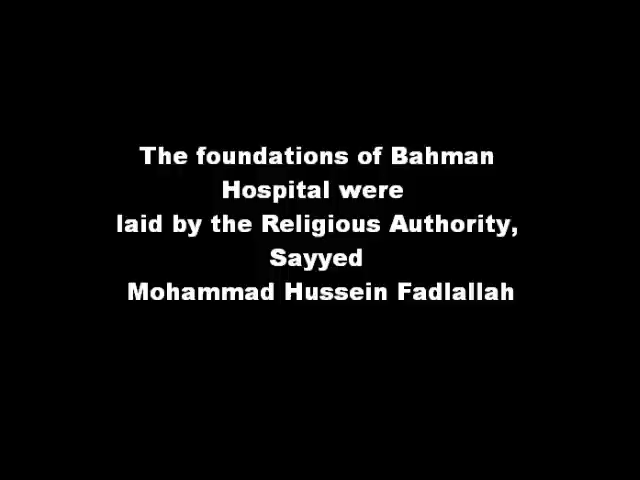 The foundations of Bahman
Hospital were
laid by the Religious Authority,
Sayyed
Mohammad Hussein Fadlallah